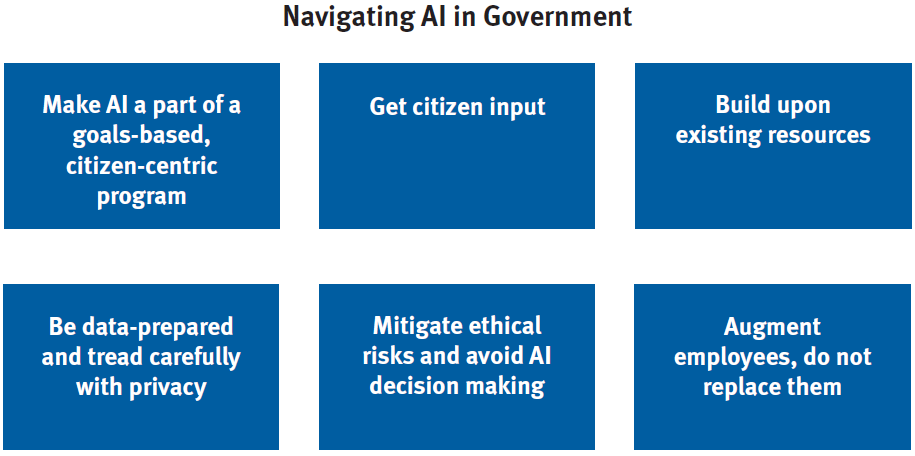 Navigating AI in Government
Make AI a part of a
goals-based,
citizen-centric
program
Get citizen input
Build upon
existing resources
Be data-prepared
and tread carefully
with privacy
Mitigate ethical
risks and avoid AI
decision making
Augment
employees, do not
replace them